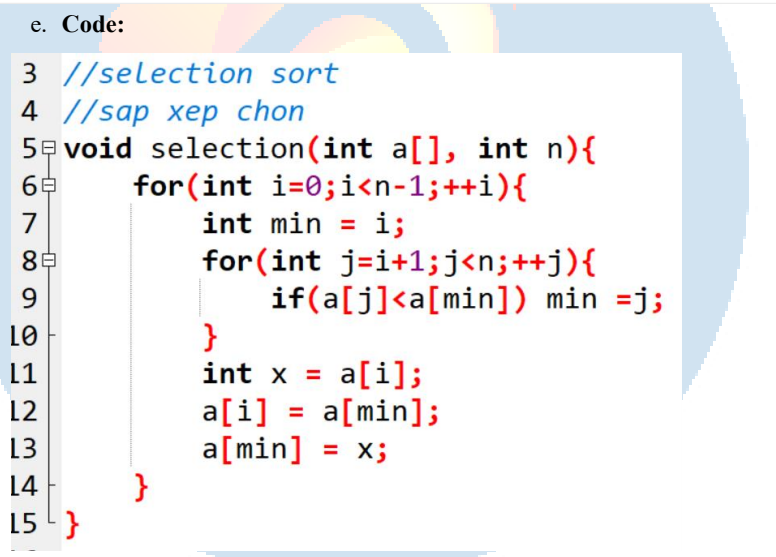 e. Code:
3 //selection sort
4 //sap xep chon
5 void selection(int a[], int n){
6 for(int i=0;i<n-1;++i){
7 int min = i;
8 for(int j=i+1;j<n;++j){
9 if(a[j]<a[min]) min =j;
10 }
11 int x = a[i];
12 a[i] = a[min];
13 a[min] = x;
14 }
15 }